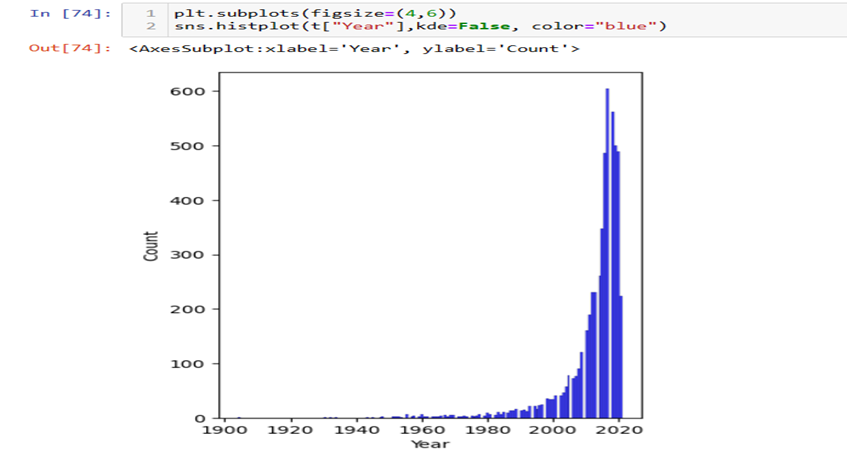 In [74]: 1 plt.subplots(figsize=(4,6))
2 sns.histplot(t["Year"],kde=False, color="blue")
Out[74]: <AxesSubplot:xlabel='Year', ylabel='Count'>
600
500
400
300
200
100
0
Count
1900 1920 1940 1960 1980 2000 2020
Year